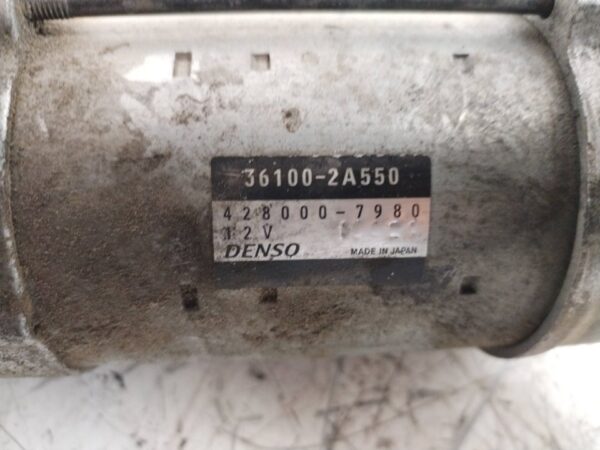 36100-2A550
428000-7980
12V
DENSO MADE IN JAPAN